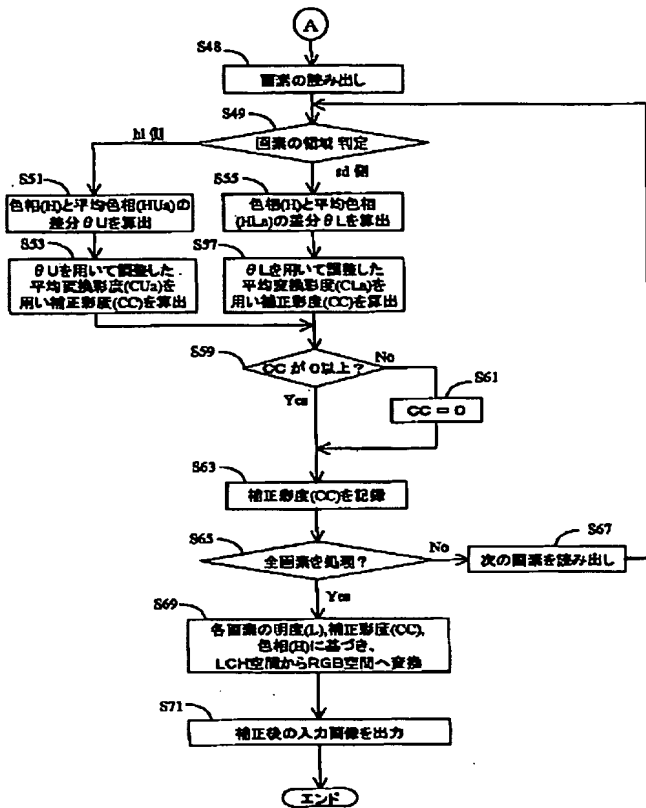 A
S48
画素の読み出し
S49
画素の領域 判定
hl 側
sd 側
S51
色相(H)と平均色相(HUa)の
差分θUを算出
S55
色相(H)と平均色相
(HLa)の差分θLを算出
S53
θUを用いて調整した
平均変換彩度(CUa)を
用い補正彩度(CC)を算出
S57
θLを用いて調整した
平均変換彩度(CLa)を
用い補正彩度(CC)を算出
S59
CC が 0以上?
No
Yes
S61
CC = 0
S63
補正彩度(CC)を記録
S65
全画素を処理?
No
Yes
S67
次の画素を読み出し
S69
各画素の明度(L),補正彩度(CC),
色相(H)に基づき、
LCH空間からRGB空間へ変換
S71
補正後の入力画像を出力
エンド